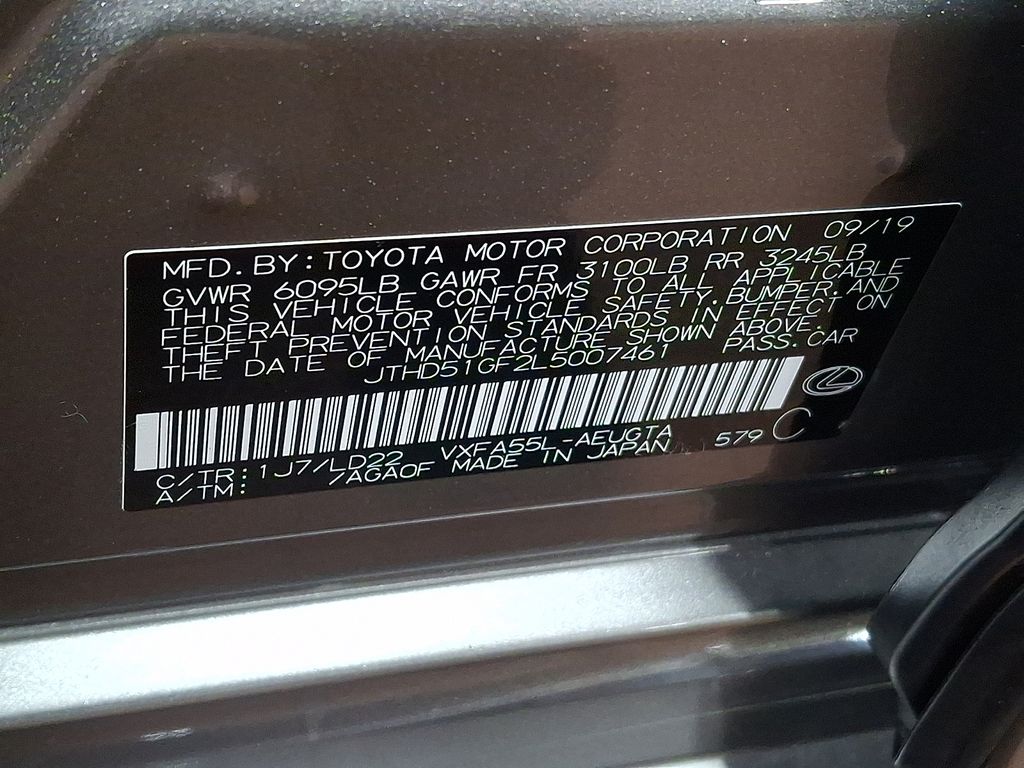 MFD. BY: TOYOTA MOTOR CORPORATION 09/19
GVWR 6095LB GAWR FR 3100LB RR 3245LB
THIS VEHICLE CONFORMS TO ALL APPLICABLE
FEDERAL MOTOR VEHICLE SAFETY, BUMPER, AND
THEFT PREVENTION STANDARDS IN EFFECT ON
THE DATE OF MANUFACTURE SHOWN ABOVE.
JTHD51GF2L5007461 PASS. CAR
C/TR: 1J7/LD22 VXFA55L-AEUGTA 579 C
A/TM: /AGA0F MADE IN JAPAN